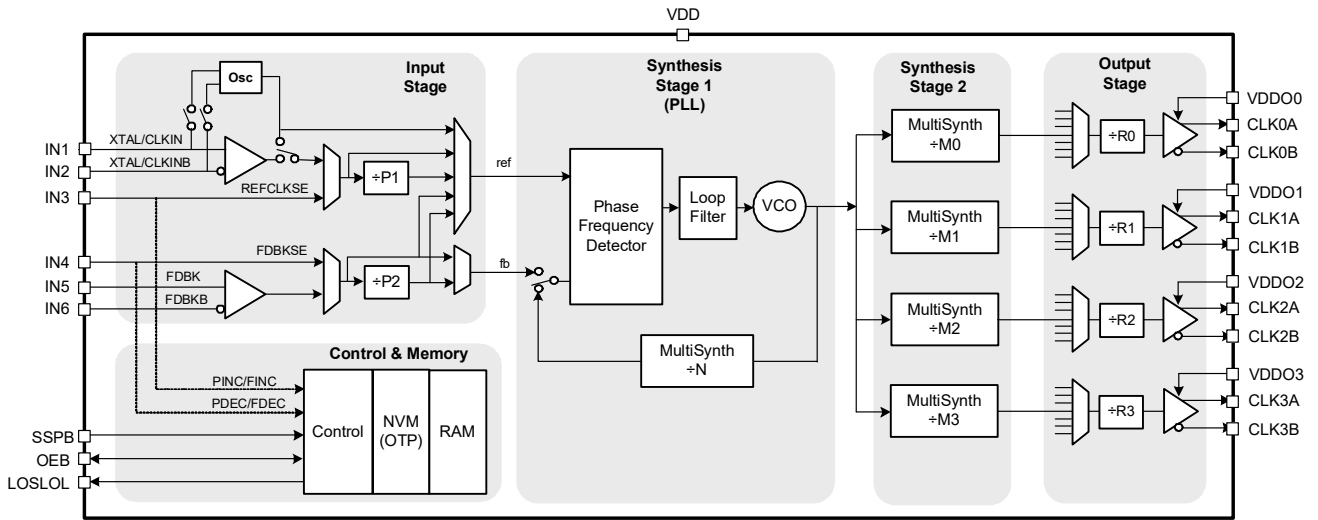 VDD
Input
Stage
Osc
IN1
XTAL/CLKIN
IN2
XTAL/CLKINB
IN3
REFCLKSE
÷P1
ref
IN4
FDBKSE
IN5
FDBK
IN6
FDBKB
÷P2
fb
Synthesis
Stage 1
(PLL)
Phase
Frequency
Detector
Loop
Filter
VCO
MultiSynth
÷N
Synthesis
Stage 2
MultiSynth
÷M0
MultiSynth
÷M1
MultiSynth
÷M2
MultiSynth
÷M3
Output
Stage
÷R0
÷R1
÷R2
÷R3
VDDO0
CLK0A
CLK0B
VDDO1
CLK1A
CLK1B
VDDO2
CLK2A
CLK2B
VDDO3
CLK3A
CLK3B
Control & Memory
PINC/FINC
PDEC/FDEC
Control
NVM
(OTP)
RAM
SSPB
OEB
LOSLOL